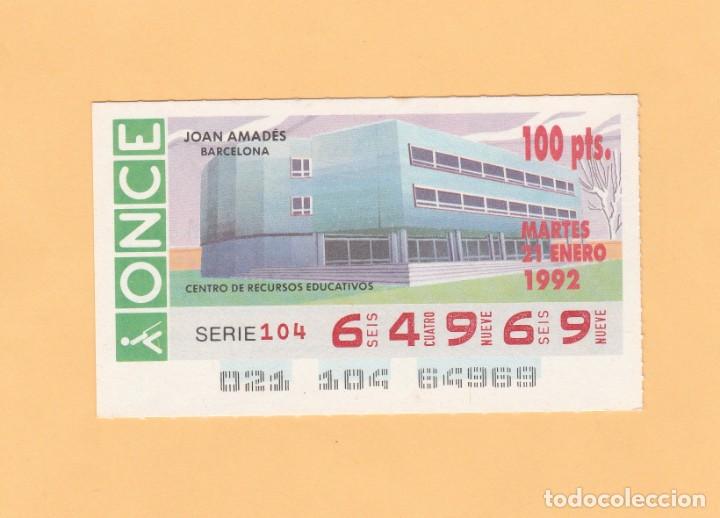 ONCE
JOAN AMADÉS
BARCELONA
100 pts.
MARTES
21 ENERO
1992
CENTRO DE RECURSOS EDUCATIVOS
SERIE 104 6 SEIS 4 CUATRO 9 NUEVE 6 SEIS 9 NUEVE
021 104 64969
todocoleccion